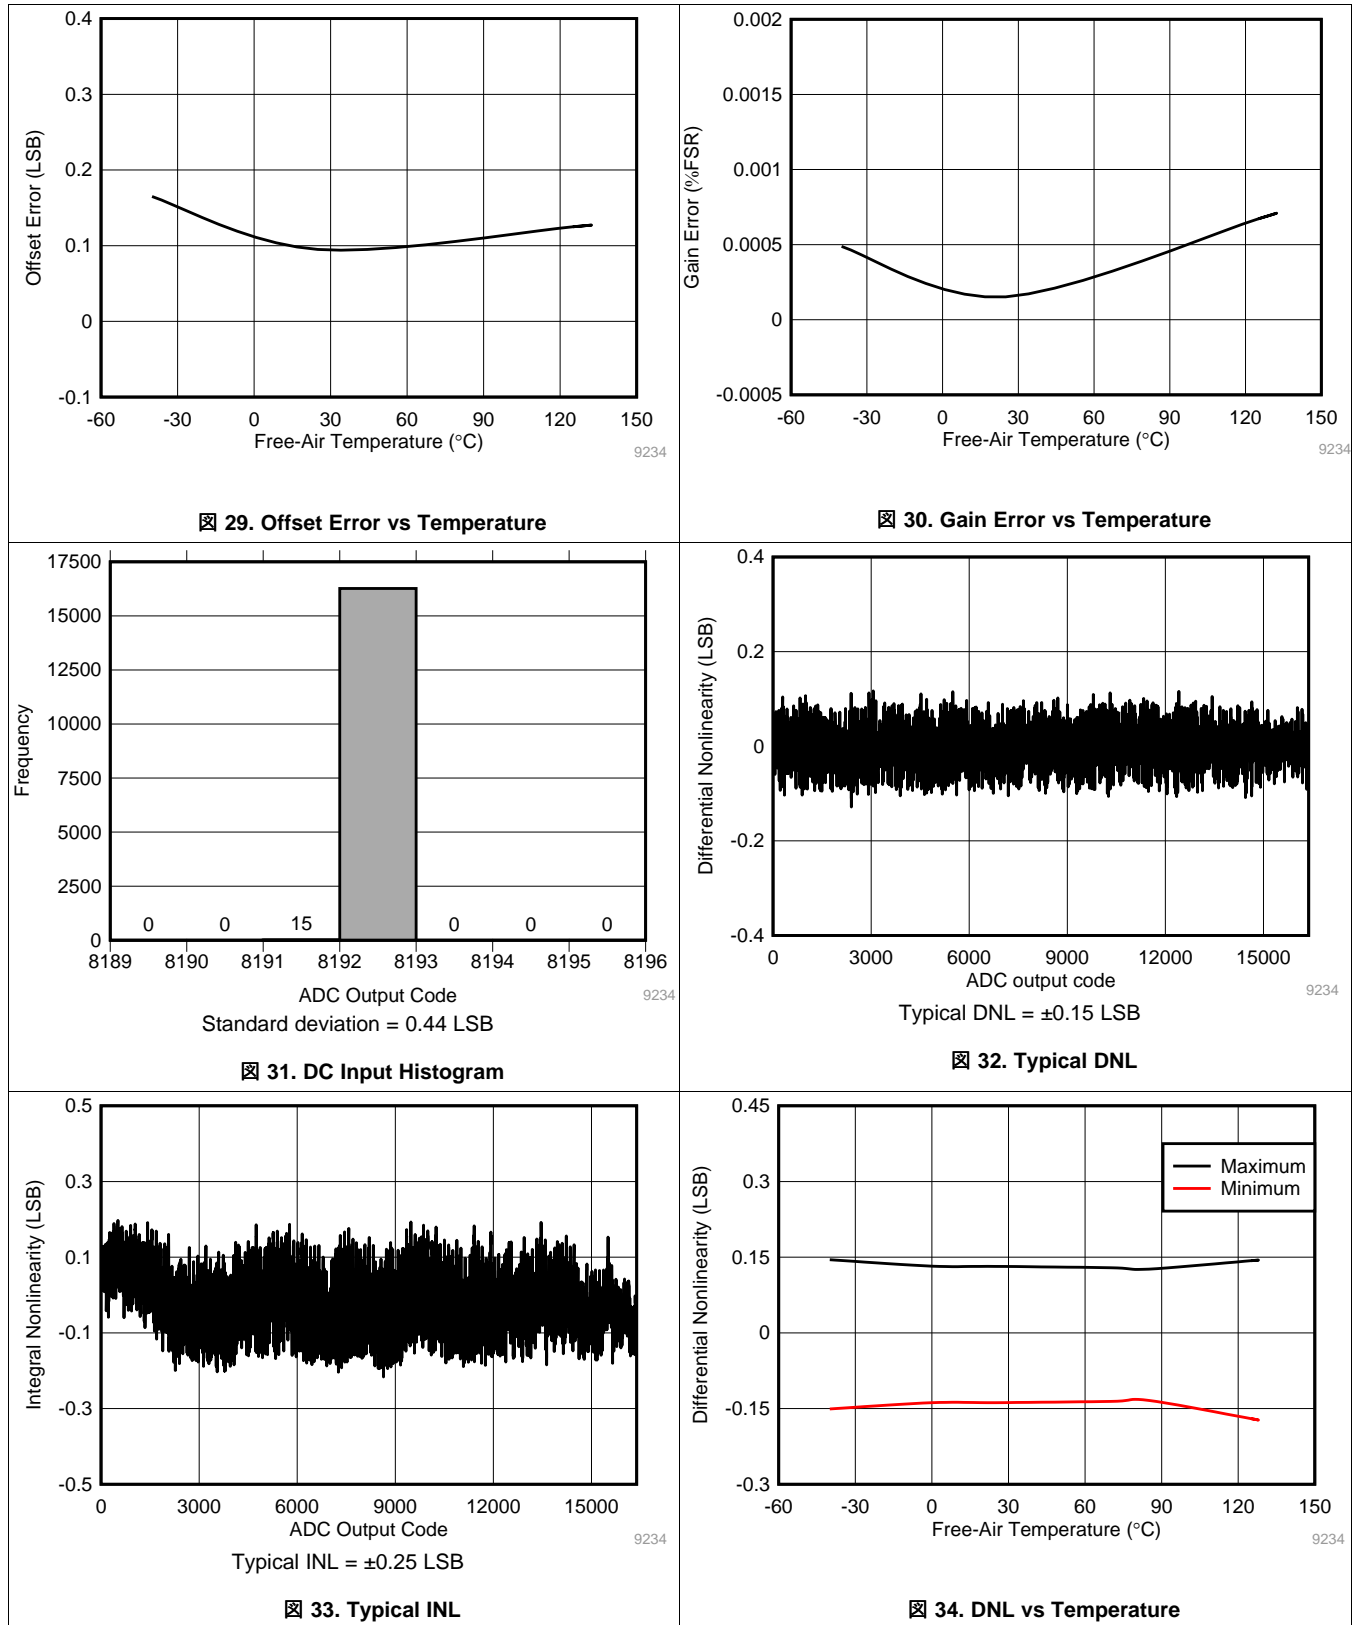 0.4
0.3
0.2
0.1
0
-0.1
-60 -30 0 30 60 90 120 150
Offset Error (LSB)
Free-Air Temperature (°C)
9234
図 29. Offset Error vs Temperature
0.002
0.0015
0.001
0.0005
0
-0.0005
-60 -30 0 30 60 90 120 150
Gain Error (%FSR)
Free-Air Temperature (°C)
9234
図 30. Gain Error vs Temperature
17500
15000
12500
10000
7500
5000
2500
0
Frequency
0 0 15 0 0 0
8189 8190 8191 8192 8193 8194 8195 8196
ADC Output Code
9234
Standard deviation = 0.44 LSB
図 31. DC Input Histogram
0.4
0.2
0
-0.2
-0.4
Differential Nonlinearity (LSB)
0 3000 6000 9000 12000 15000
ADC output code
9234
Typical DNL = ±0.15 LSB
図 32. Typical DNL
0.5
0.3
0.1
-0.1
-0.3
-0.5
Integral Nonlinearity (LSB)
0 3000 6000 9000 12000 15000
ADC Output Code
9234
Typical INL = ±0.25 LSB
図 33. Typical INL
0.45
0.3
0.15
0
-0.15
-0.3
Differential Nonlinearity (LSB)
Maximum
Minimum
-60 -30 0 30 60 90 120 150
Free-Air Temperature (°C)
9234
図 34. DNL vs Temperature